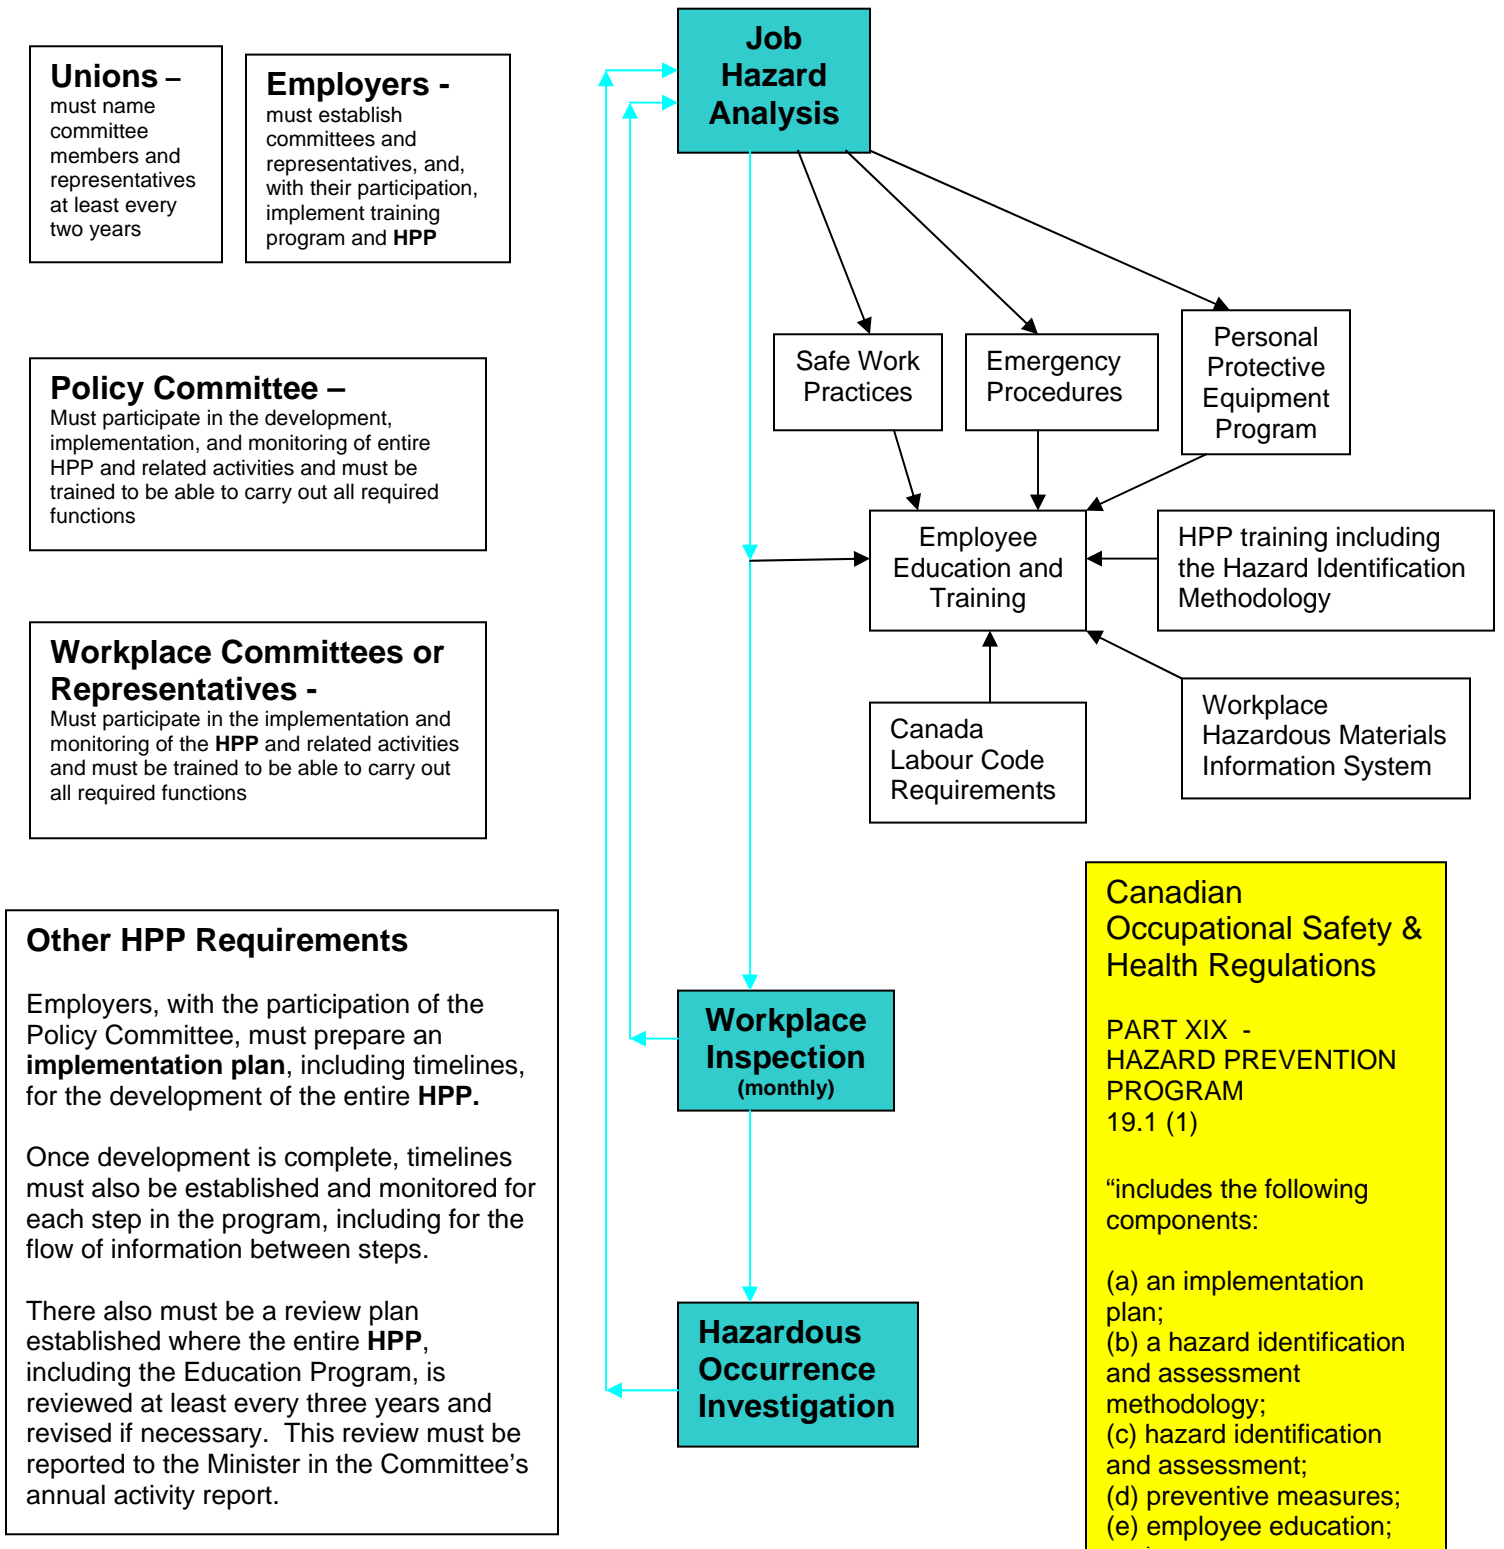 Job
Hazard
Analysis
Unions –
must name
committee
members and
representatives
at least every
two years
Employers -
must establish
committees and
representatives, and,
with their participation,
implement training
program and HPP
Safe Work
Practices
Emergency
Procedures
Personal
Protective
Equipment
Program
Policy Committee –
Must participate in the development,
implementation, and monitoring of entire
HPP and related activities and must be
trained to be able to carry out all required
functions
Employee
Education and
Training
HPP training including
the Hazard Identification
Methodology
Workplace Committees or
Representatives -
Must participate in the implementation and
monitoring of the HPP and related activities
and must be trained to be able to carry out
all required functions
Canada
Labour Code
Requirements
Workplace
Hazardous Materials
Information System
Other HPP Requirements
Employers, with the participation of the
Policy Committee, must prepare an
implementation plan, including timelines,
for the development of the entire HPP.
Once development is complete, timelines
must also be established and monitored for
each step in the program, including for the
flow of information between steps.
There also must be a review plan
established where the entire HPP,
including the Education Program, is
reviewed at least every three years and
revised if necessary.  This review must be
reported to the Minister in the Committee’s
annual activity report.
Workplace
Inspection
(monthly)
Hazardous
Occurrence
Investigation
Canadian
Occupational Safety &
Health Regulations
PART XIX  -
HAZARD PREVENTION
PROGRAM
19.1 (1)
“includes the following
components:
(a) an implementation
plan;
(b) a hazard identification
and assessment
methodology;
(c) hazard identification
and assessment;
(d) preventive measures;
(e) employee education;